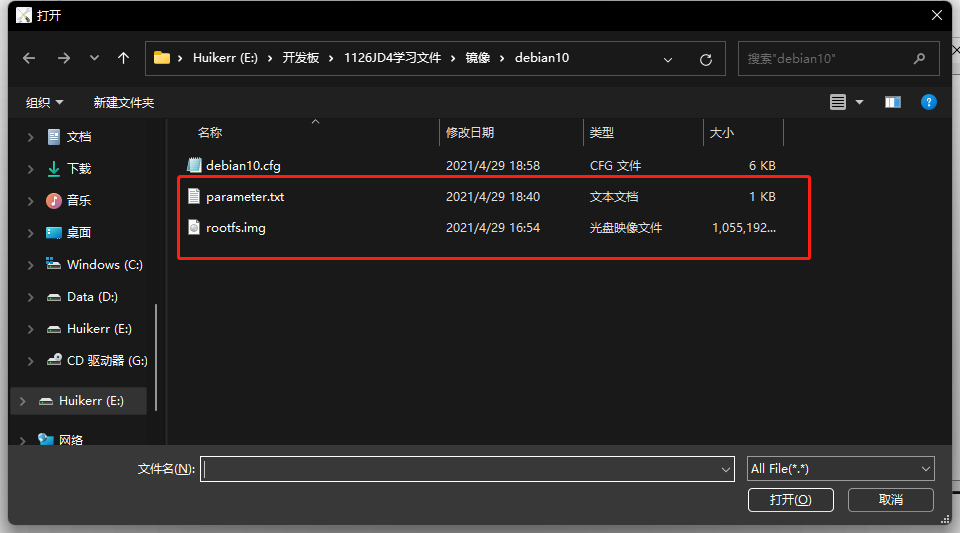 打开
Huikerr (E:) › 开发板 › 1126JD4学习文件 › 镜像 › debian10
搜索"debian10"
组织 新建文件夹
名称 修改日期 类型 大小
文档
下载
音乐
桌面
Windows (C:)
Data (D:)
Huikerr (E:)
CD 驱动器 (G:)
Huikerr (E:)
网络
debian10.cfg 2021/4/29 18:58 CFG 文件 6 KB
parameter.txt 2021/4/29 18:40 文本文档 1 KB
rootfs.img 2021/4/29 16:54 光盘映像文件 1,055,192...
文件名(N):
All File(*.*)
打开(O) 取消